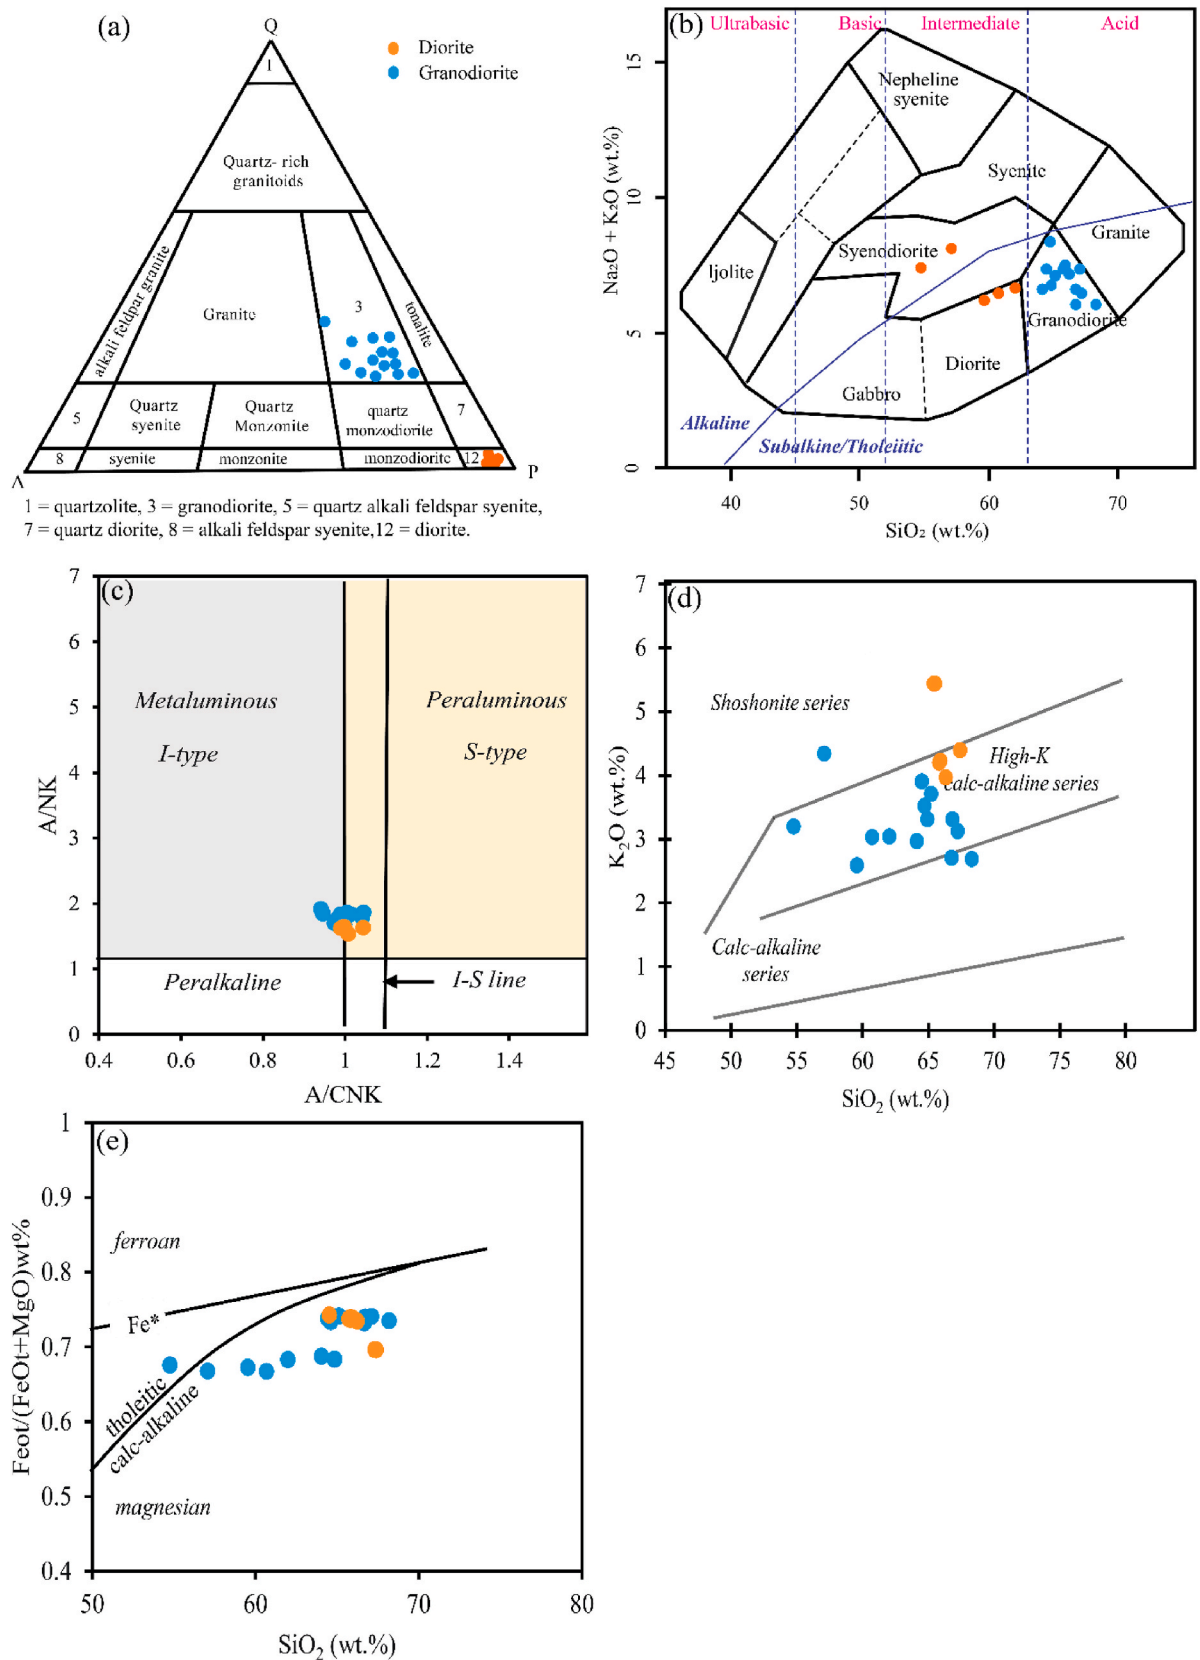 (a)
Q
Diorite
Granodiorite
1
Quartz- rich
granitoids
alkali feldpar granite
Granite
3
tonalite
5
Quartz
syenite
Quartz
Monzonite
quartz
monzodiorite
7
8
syenite
monzonite
monzodiorite
12
A
P
1 = quartzolite, 3 = granodiorite, 5 = quartz alkali feldspar syenite,
7 = quartz diorite, 8 = alkali feldspar syenite,12 = diorite.
(b)
Ultrabasic
Basic
Intermediate
Acid
Na₂O + K₂O (wt.%)
15
10
5
0
Nepheline
syenite
Syenite
Syenodiorite
Ijolite
Granite
Granodiorite
Diorite
Gabbro
Alkaline
Subalkine/Tholeiitic
40
50
60
70
SiO₂ (wt.%)
(c)
7
6
5
4
3
2
1
0
A/NK
Metaluminous
I-type
Peraluminous
S-type
Peralkaline
I-S line
0.4
0.6
0.8
1
1.2
1.4
A/CNK
(d)
7
6
5
4
3
2
1
0
K₂O (wt.%)
Shoshonite series
High-K
calc-alkaline series
Calc-alkaline
series
45
50
55
60
65
70
75
80
SiO₂ (wt.%)
(e)
1
0.9
0.8
0.7
0.6
0.5
0.4
Feot/(FeOt+MgO)wt%
ferroan
Fe*
tholeitic
calc-alkaline
magnesian
50
60
70
80
SiO₂ (wt.%)